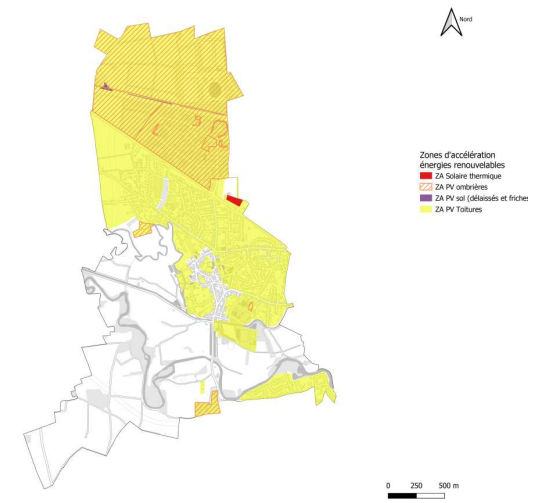 Nord
Zones d'accélération
énergies renouvelables
ZA Solaire thermique
ZA PV ombrières
ZA PV sol (délaissés et friches
ZA PV Toitures
0 250 500 m